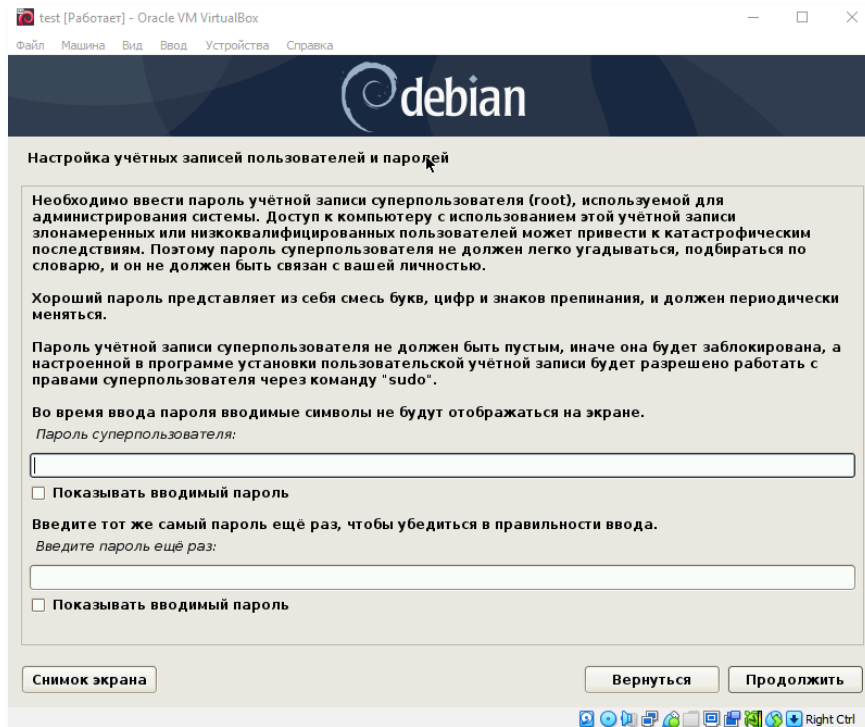 test [Работает] - Oracle VM VirtualBox
Файл Машина Вид Ввод Устройства Справка
debian
Настройка учётных записей пользователей и паролей
Необходимо ввести пароль учётной записи суперпользователя (root), используемой для
администрирования системы. Доступ к компьютеру с использованием этой учётной записи
злонамеренных или низкоквалифицированных пользователей может привести к катастрофическим
последствиям. Поэтому пароль суперпользователя не должен легко угадываться, подбираться по
словарю, и он не должен быть связан с вашей личностью.
Хороший пароль представляет из себя смесь букв, цифр и знаков препинания, и должен периодически
меняться.
Пароль учётной записи суперпользователя не должен быть пустым, иначе она будет заблокирована, а
настроенной в программе установки пользовательской учётной записи будет разрешено работать с
правами суперпользователя через команду "sudo".
Во время ввода пароля вводимые символы не будут отображаться на экране.
Пароль суперпользователя:
Показывать вводимый пароль
Введите тот же самый пароль ещё раз, чтобы убедиться в правильности ввода.
Введите пароль ещё раз:
Показывать вводимый пароль
Снимок экрана Вернуться Продолжить
Right Ctrl